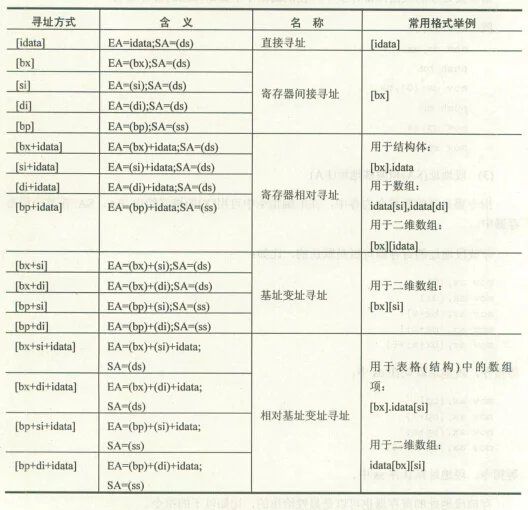 寻址方式 含 义 名 称 常用格式举例
[idata] EA=idata;SA=(ds) 直接寻址 [idata]
[bx] EA=(bx);SA=(ds)
[si] EA=(si);SA=(ds)
[di] EA=(di);SA=(ds)
[bp] EA=(bp);SA=(ss)
寄存器间接寻址
[bx]
[bx+idata] EA=(bx)+idata;SA=(ds)
[si+idata] EA=(si)+idata;SA=(ds)
[di+idata] EA=(di)+idata;SA=(ds)
[bp+idata] EA=(bp)+idata;SA=(ss)
寄存器相对寻址
用于结构体：
[bx].idata
用于数组：
idata[si],idata[di]
用于二维数组：
[bx][idata]
[bx+si] EA=(bx)+(si);SA=(ds)
[bx+di] EA=(bx)+(di);SA=(ds)
[bp+si] EA=(bp)+(si);SA=(ss)
[bp+di] EA=(bp)+(di);SA=(ss)
基址变址寻址
用于二维数组：
[bx][si]
[bx+si+idata] EA=(bx)+(si)+idata;
SA=(ds)
[bx+di+idata] EA=(bx)+(di)+idata;
SA=(ds)
[bp+si+idata] EA=(bp)+(si)+idata;
SA=(ss)
[bp+di+idata] EA=(bp)+(di)+idata;
SA=(ss)
相对基址变址寻址
用于表格(结构)中的数组
项：
[bx].idata[si]
用于二维数组：
idata[bx][si]